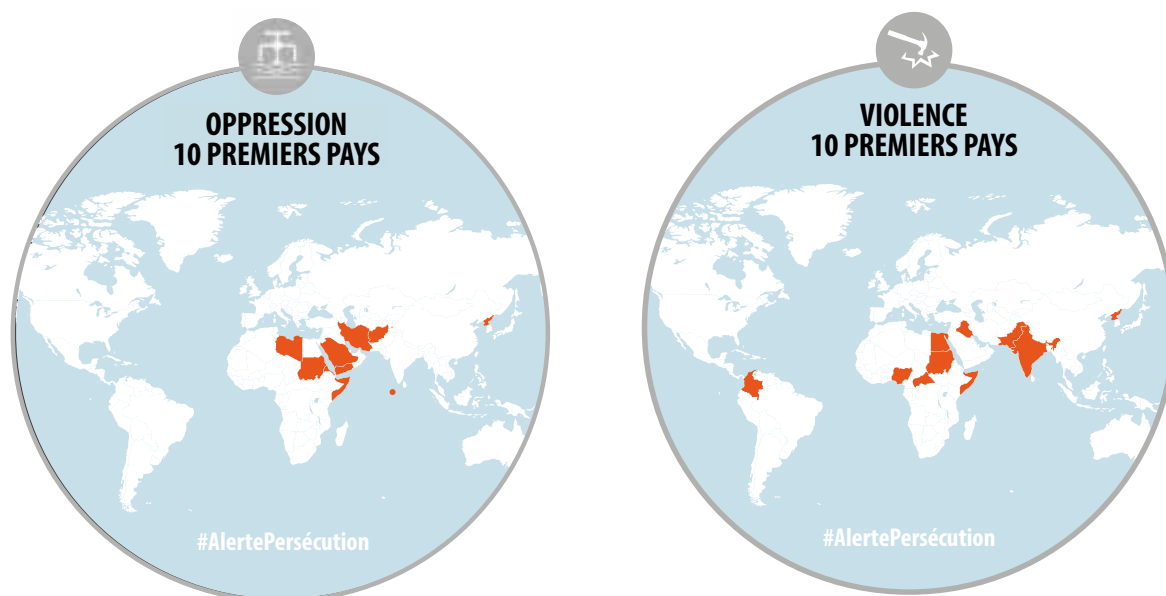 OPPRESSION
10 PREMIERS PAYS
#AlertePersécution
VIOLENCE
10 PREMIERS PAYS
#AlertePersécution